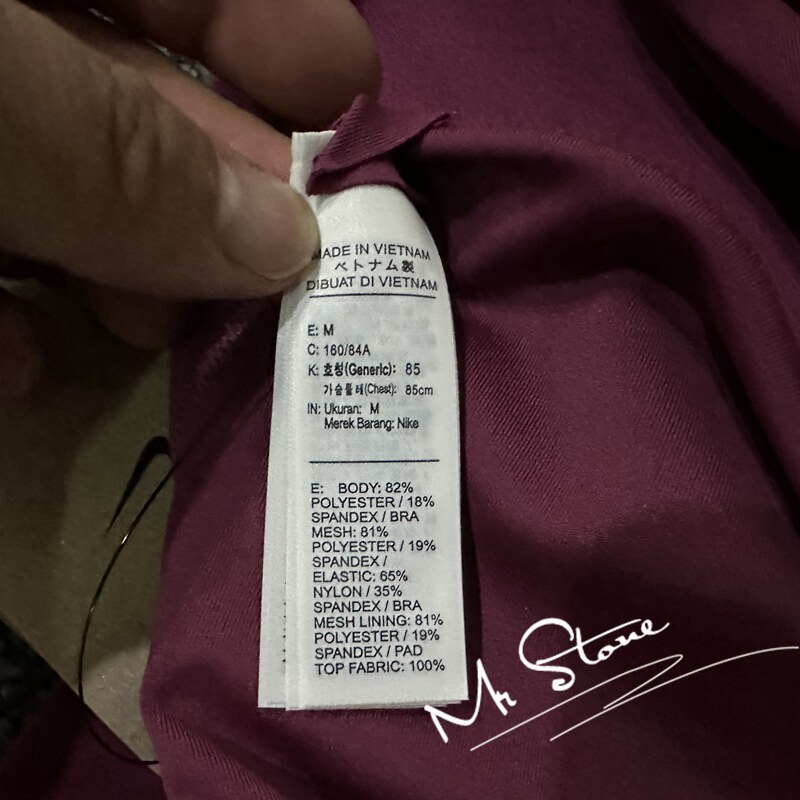 MADE IN VIETNAM
ベトナム製
DIBUAT DI VIETNAM
E: M
C: 160/84A
K: 호칭(Generic): 85
가슴둘레(Chest): 85cm
IN: Ukuran: M
Merek Barang: Nike
E: BODY: 82%
POLYESTER / 18%
SPANDEX / BRA
MESH: 81%
POLYESTER / 19%
SPANDEX /
ELASTIC: 65%
NYLON / 35%
SPANDEX / BRA
MESH LINING: 81%
POLYESTER / 19%
SPANDEX / PAD
TOP FABRIC: 100%
Mr Stone